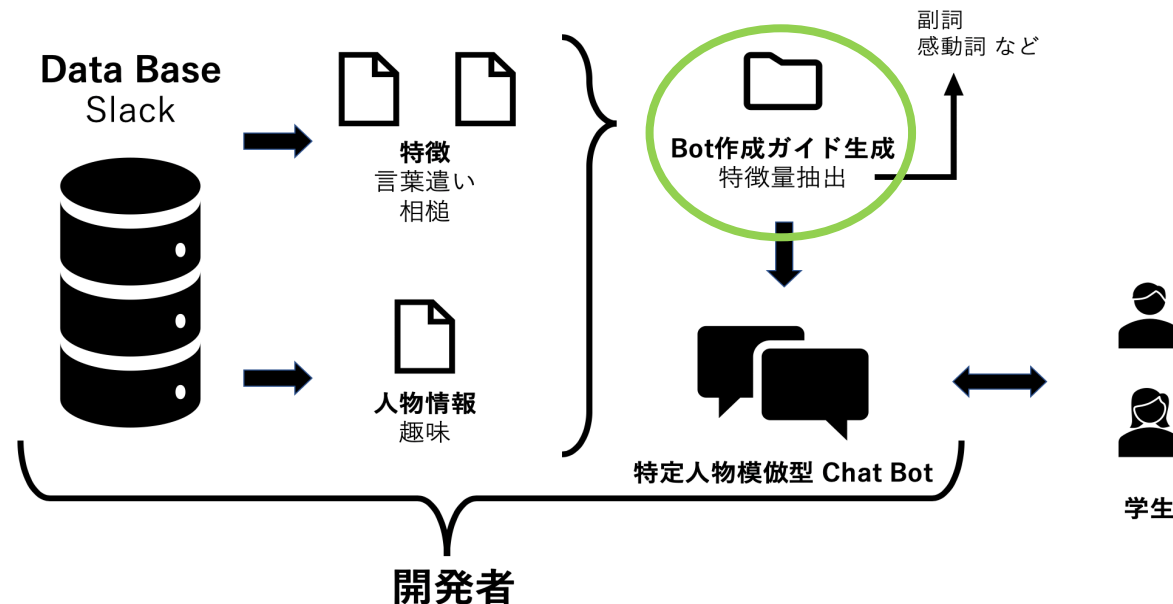 Data Base
Slack
特徴
言葉遣い
相槌
人物情報
趣味
Bot作成ガイド生成
特徴量抽出
副詞
感動詞 など
特定人物模倣型 Chat Bot
学生
開発者